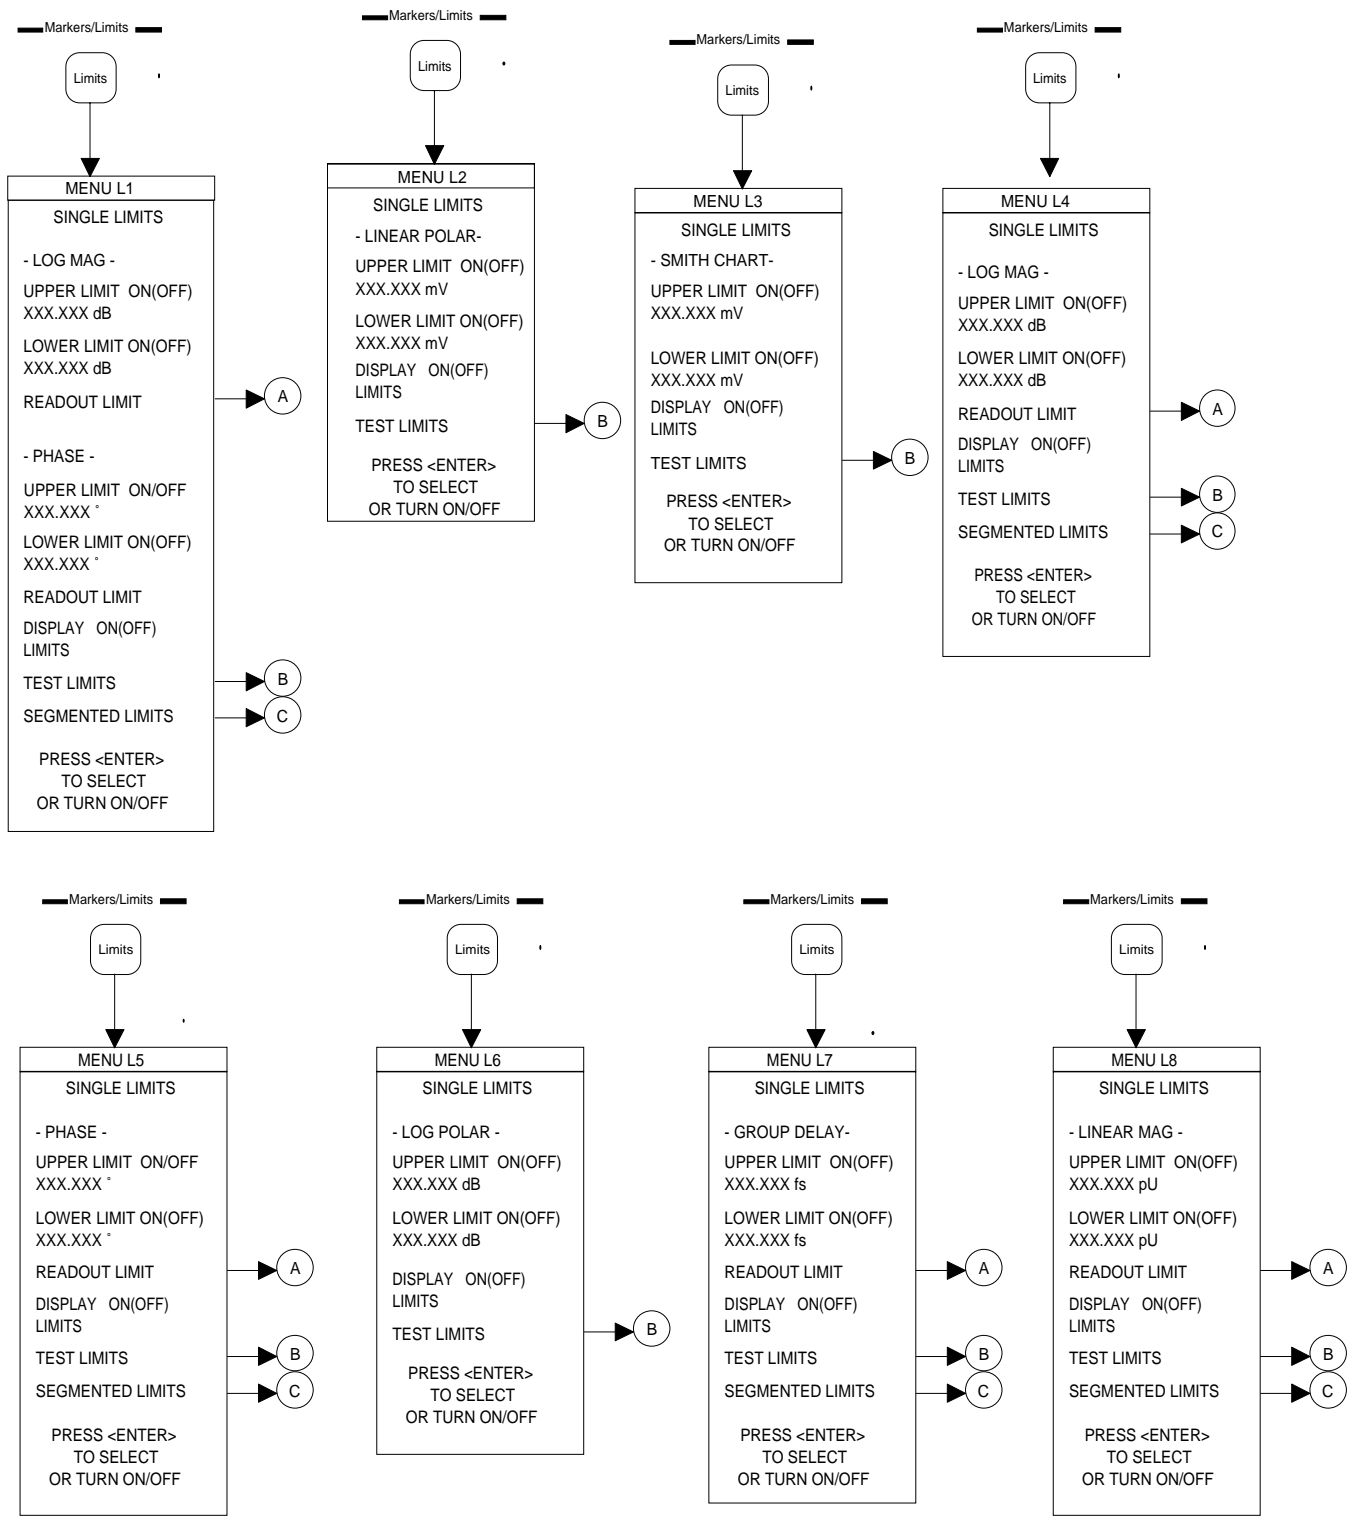 Markers/Limits
Limits
MENU L1
SINGLE LIMITS
- LOG MAG -
UPPER LIMIT ON(OFF)
XXX.XXX dB
LOWER LIMIT ON(OFF)
XXX.XXX dB
READOUT LIMIT
A
- PHASE -
UPPER LIMIT ON/OFF
XXX.XXX °
LOWER LIMIT ON(OFF)
XXX.XXX °
READOUT LIMIT
DISPLAY ON(OFF)
LIMITS
TEST LIMITS
B
SEGMENTED LIMITS
C
PRESS <ENTER>
TO SELECT
OR TURN ON/OFF
Markers/Limits
Limits
MENU L2
SINGLE LIMITS
- LINEAR POLAR-
UPPER LIMIT ON(OFF)
XXX.XXX mV
LOWER LIMIT ON(OFF)
XXX.XXX mV
DISPLAY ON(OFF)
LIMITS
TEST LIMITS
B
PRESS <ENTER>
TO SELECT
OR TURN ON/OFF
Markers/Limits
Limits
MENU L3
SINGLE LIMITS
- SMITH CHART-
UPPER LIMIT ON(OFF)
XXX.XXX mV
LOWER LIMIT ON(OFF)
XXX.XXX mV
DISPLAY ON(OFF)
LIMITS
TEST LIMITS
B
PRESS <ENTER>
TO SELECT
OR TURN ON/OFF
Markers/Limits
Limits
MENU L4
SINGLE LIMITS
- LOG MAG -
UPPER LIMIT ON(OFF)
XXX.XXX dB
LOWER LIMIT ON(OFF)
XXX.XXX dB
READOUT LIMIT
A
DISPLAY ON(OFF)
LIMITS
TEST LIMITS
B
SEGMENTED LIMITS
C
PRESS <ENTER>
TO SELECT
OR TURN ON/OFF
Markers/Limits
Limits
MENU L5
SINGLE LIMITS
- PHASE -
UPPER LIMIT ON/OFF
XXX.XXX °
LOWER LIMIT ON(OFF)
XXX.XXX °
READOUT LIMIT
A
DISPLAY ON(OFF)
LIMITS
TEST LIMITS
B
SEGMENTED LIMITS
C
PRESS <ENTER>
TO SELECT
OR TURN ON/OFF
Markers/Limits
Limits
MENU L6
SINGLE LIMITS
- LOG POLAR -
UPPER LIMIT ON(OFF)
XXX.XXX dB
LOWER LIMIT ON(OFF)
XXX.XXX dB
DISPLAY ON(OFF)
LIMITS
TEST LIMITS
B
PRESS <ENTER>
TO SELECT
OR TURN ON/OFF
Markers/Limits
Limits
MENU L7
SINGLE LIMITS
- GROUP DELAY-
UPPER LIMIT ON(OFF)
XXX.XXX fs
LOWER LIMIT ON(OFF)
XXX.XXX fs
READOUT LIMIT
A
DISPLAY ON(OFF)
LIMITS
TEST LIMITS
B
SEGMENTED LIMITS
C
PRESS <ENTER>
TO SELECT
OR TURN ON/OFF
Markers/Limits
Limits
MENU L8
SINGLE LIMITS
- LINEAR MAG -
UPPER LIMIT ON(OFF)
XXX.XXX pU
LOWER LIMIT ON(OFF)
XXX.XXX pU
READOUT LIMIT
A
DISPLAY ON(OFF)
LIMITS
TEST LIMITS
B
SEGMENTED LIMITS
C
PRESS <ENTER>
TO SELECT
OR TURN ON/OFF